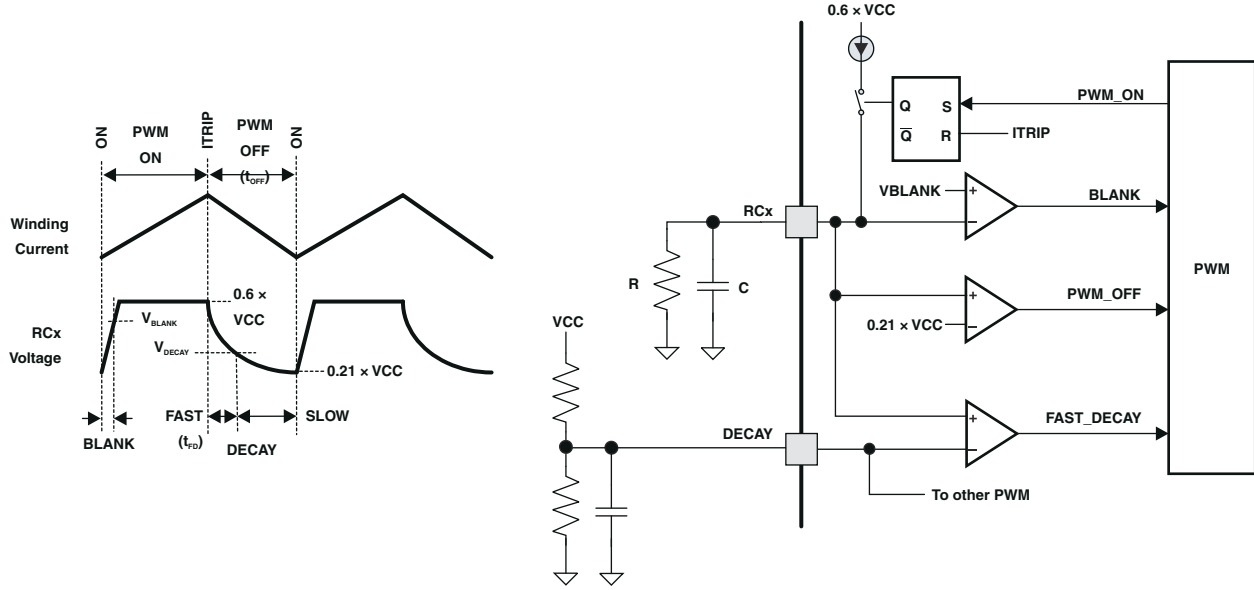 ON
PWM
ON
ITRIP
PWM
OFF
(tOFF)
ON
Winding
Current
0.6 ×
VCC
VBLANK
RCx
Voltage
VDECAY
0.21 × VCC
BLANK
FAST
(tFD)
DECAY
SLOW
0.6 × VCC
Q
S
Q̅
R
PWM_ON
ITRIP
VBLANK
+
–
BLANK
RCx
R
C
+
–
0.21 × VCC
PWM_OFF
PWM
VCC
DECAY
+
–
FAST_DECAY
To other PWM